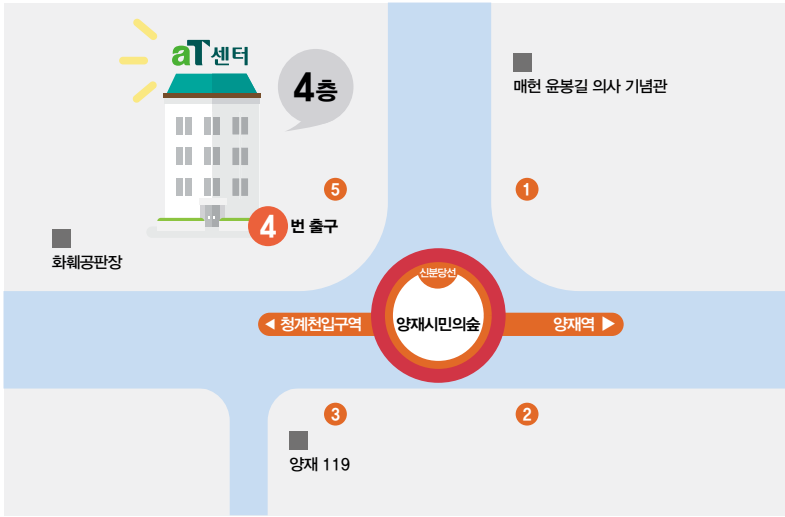 aT센터
4층
매헌 윤봉길 의사 기념관
5
1
4번 출구
화훼공판장
신분당선
◀ 청계천입구역
양재시민의숲
양재역 ▶
3
2
양재 119